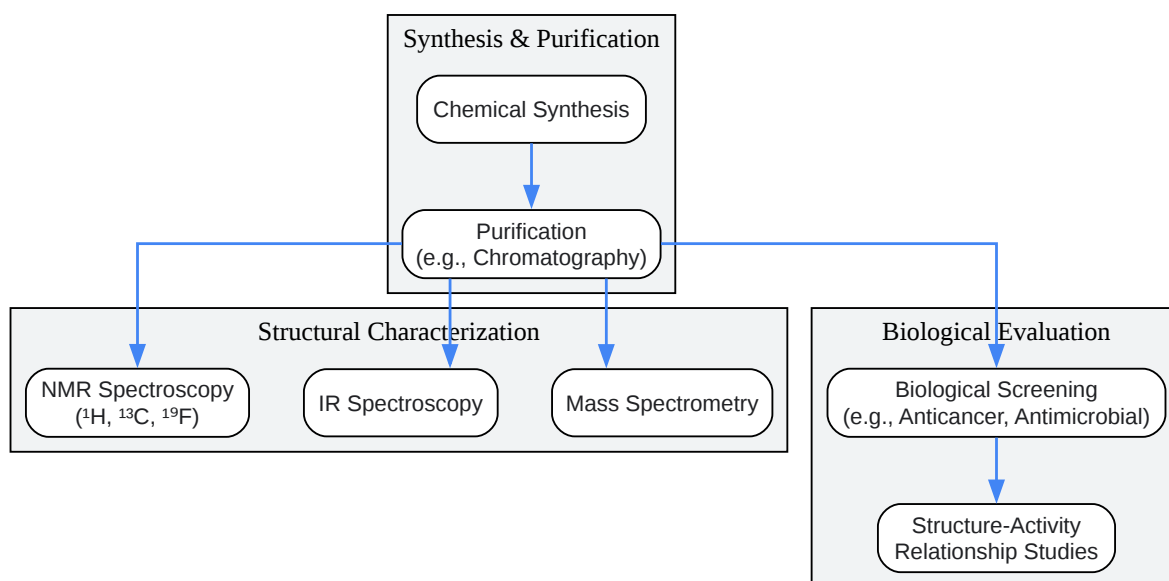 Synthesis & Purification
Chemical Synthesis
Purification
(e.g., Chromatography)
Structural Characterization
NMR Spectroscopy
(¹H, ¹³C, ¹⁹F)
IR Spectroscopy
Mass Spectrometry
Biological Evaluation
Biological Screening
(e.g., Anticancer, Antimicrobial)
Structure-Activity
Relationship Studies